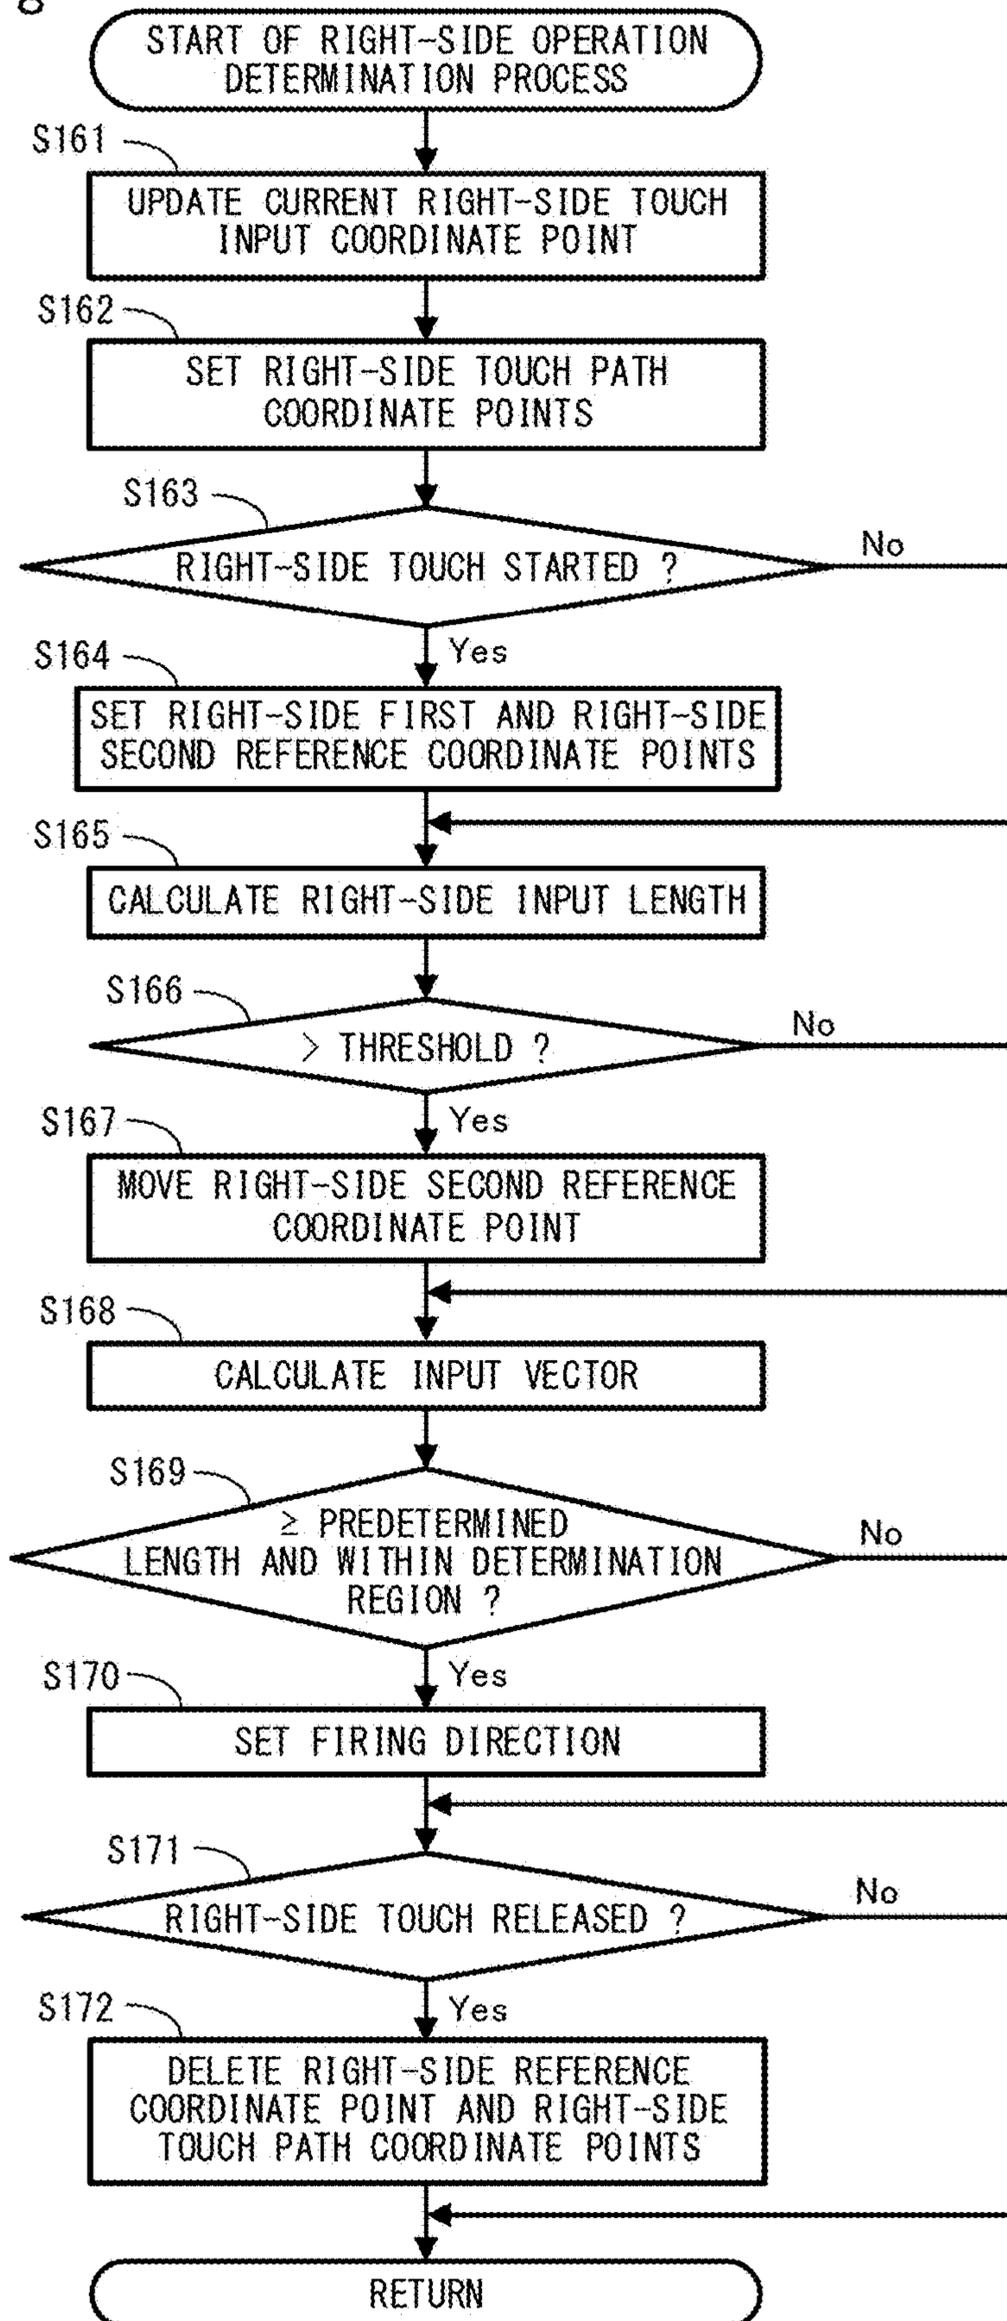 START OF RIGHT-SIDE OPERATION
DETERMINATION PROCESS
S161
UPDATE CURRENT RIGHT-SIDE TOUCH
INPUT COORDINATE POINT
S162
SET RIGHT-SIDE TOUCH PATH
COORDINATE POINTS
S163
RIGHT-SIDE TOUCH STARTED ?
No
Yes
S164
SET RIGHT-SIDE FIRST AND RIGHT-SIDE
SECOND REFERENCE COORDINATE POINTS
S165
CALCULATE RIGHT-SIDE INPUT LENGTH
S166
> THRESHOLD ?
No
Yes
S167
MOVE RIGHT-SIDE SECOND REFERENCE
COORDINATE POINT
S168
CALCULATE INPUT VECTOR
S169
≥ PREDETERMINED
LENGTH AND WITHIN DETERMINATION
REGION ?
No
Yes
S170
SET FIRING DIRECTION
S171
RIGHT-SIDE TOUCH RELEASED ?
No
Yes
S172
DELETE RIGHT-SIDE REFERENCE
COORDINATE POINT AND RIGHT-SIDE
TOUCH PATH COORDINATE POINTS
RETURN